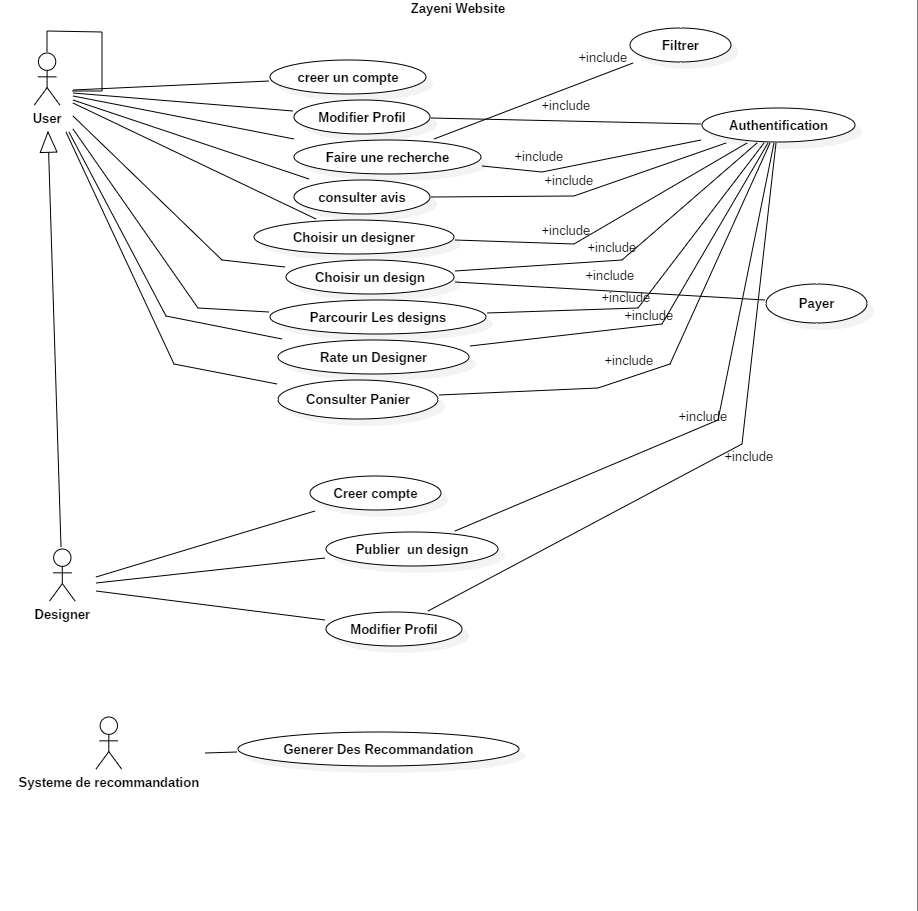 Zayeni Website
Filtrer
+include
creer un compte
+include
User
Modifier Profil
Authentification
Faire une recherche
+include
+include
consulter avis
+include
Choisir un designer
+include
Choisir un design
+include
+include
Payer
Parcourir Les designs
+include
Rate un Designer
+include
Consulter Panier
+include
+include
Creer compte
Publier un design
Designer
Modifier Profil
Generer Des Recommandation
Systeme de recommandation